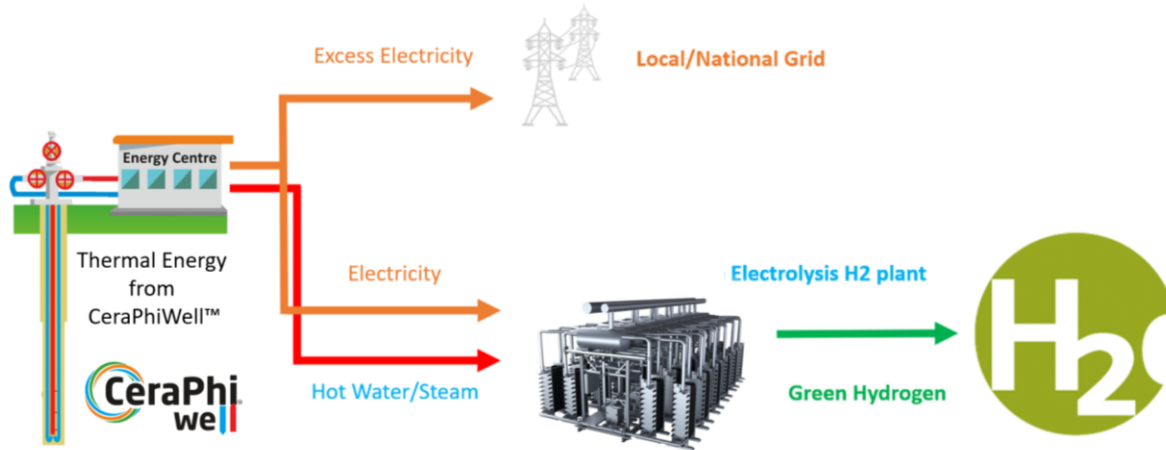 Excess Electricity
Local/National Grid
Energy Centre
Thermal Energy
from
CeraPhiWell™
Electricity
Electrolysis H2 plant
CeraPhi
well
Hot Water/Steam
Green Hydrogen
H2